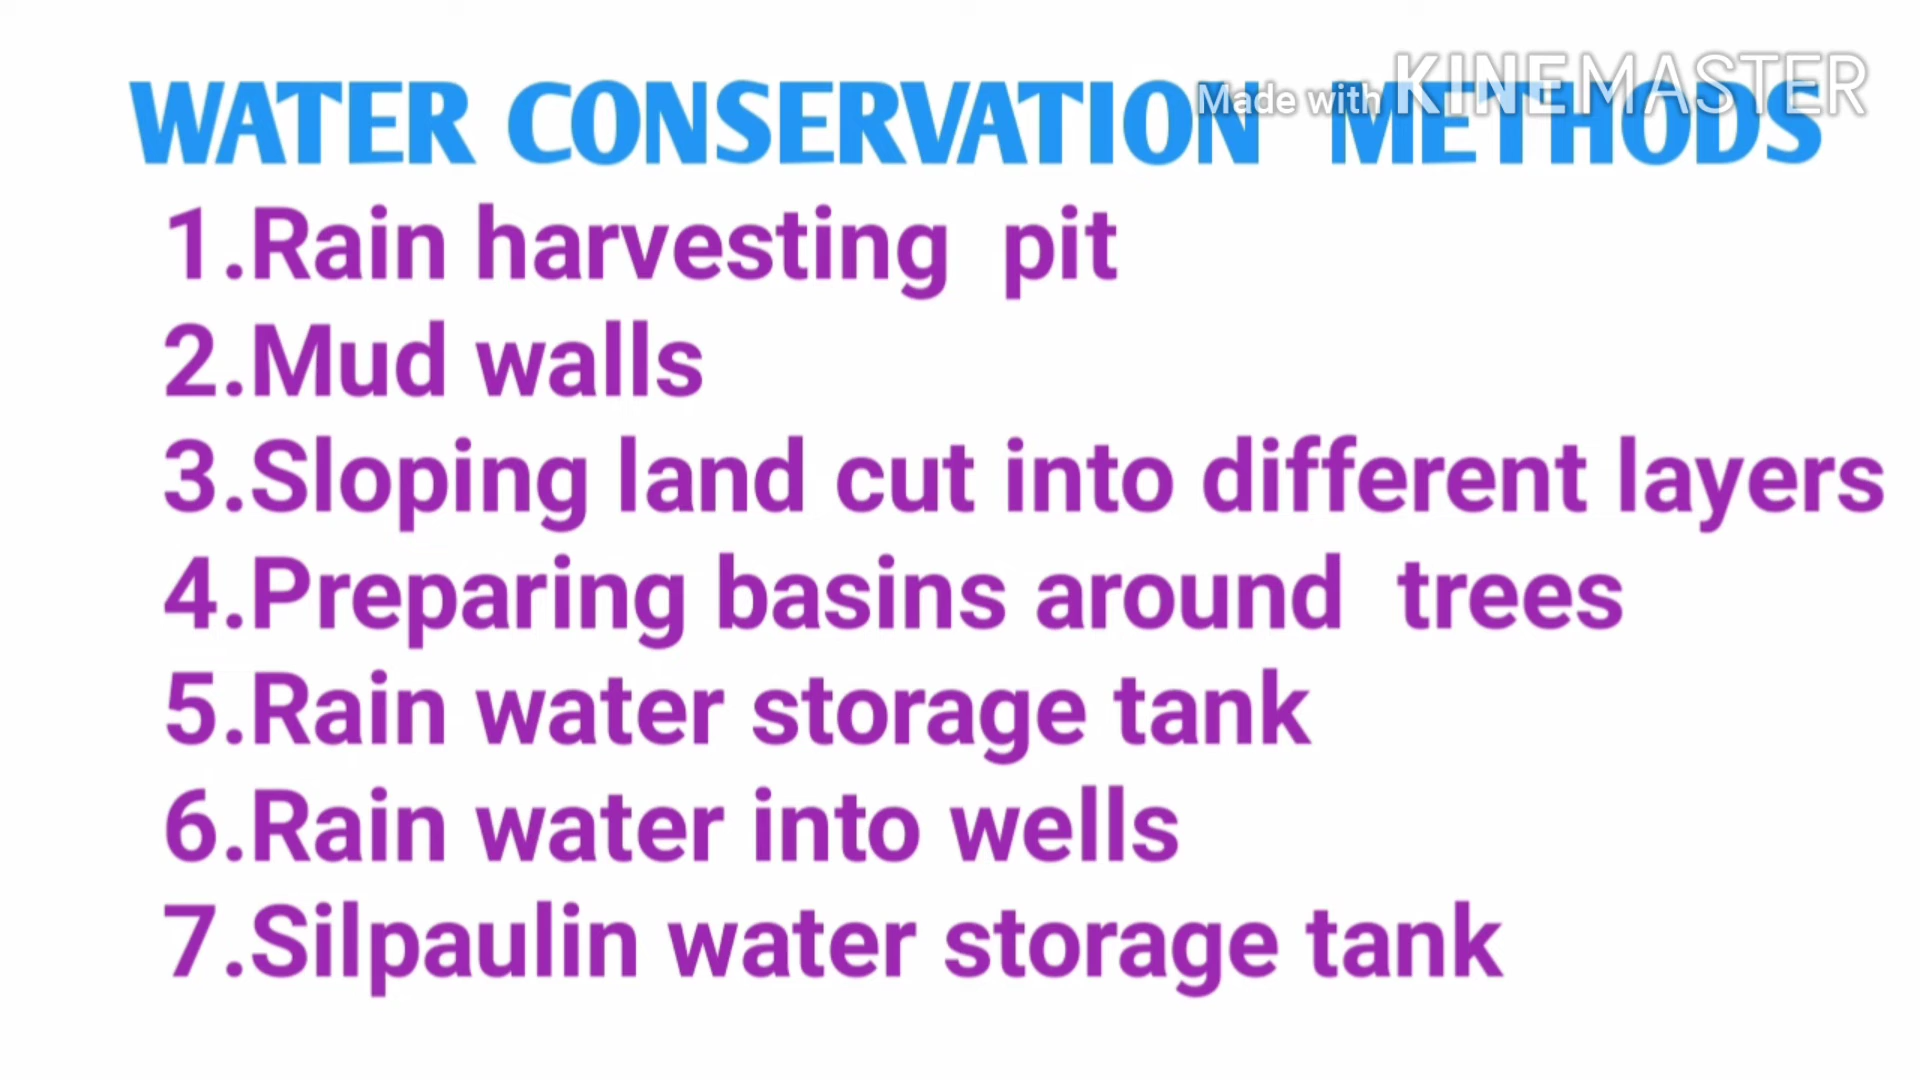 Made with KINEMASTER
WATER CONSERVATION METHODS
1.Rain harvesting pit
2.Mud walls
3.Sloping land cut into different layers
4.Preparing basins around trees
5.Rain water storage tank
6.Rain water into wells
7.Silpaulin water storage tank